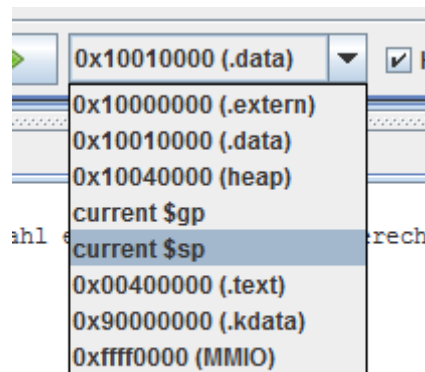 0x10010000 (.data)
0x10000000 (.extern)
0x10010000 (.data)
0x10040000 (heap)
current $gp
current $sp
0x00400000 (.text)
0x90000000 (.kdata)
0xffff0000 (MMIO)